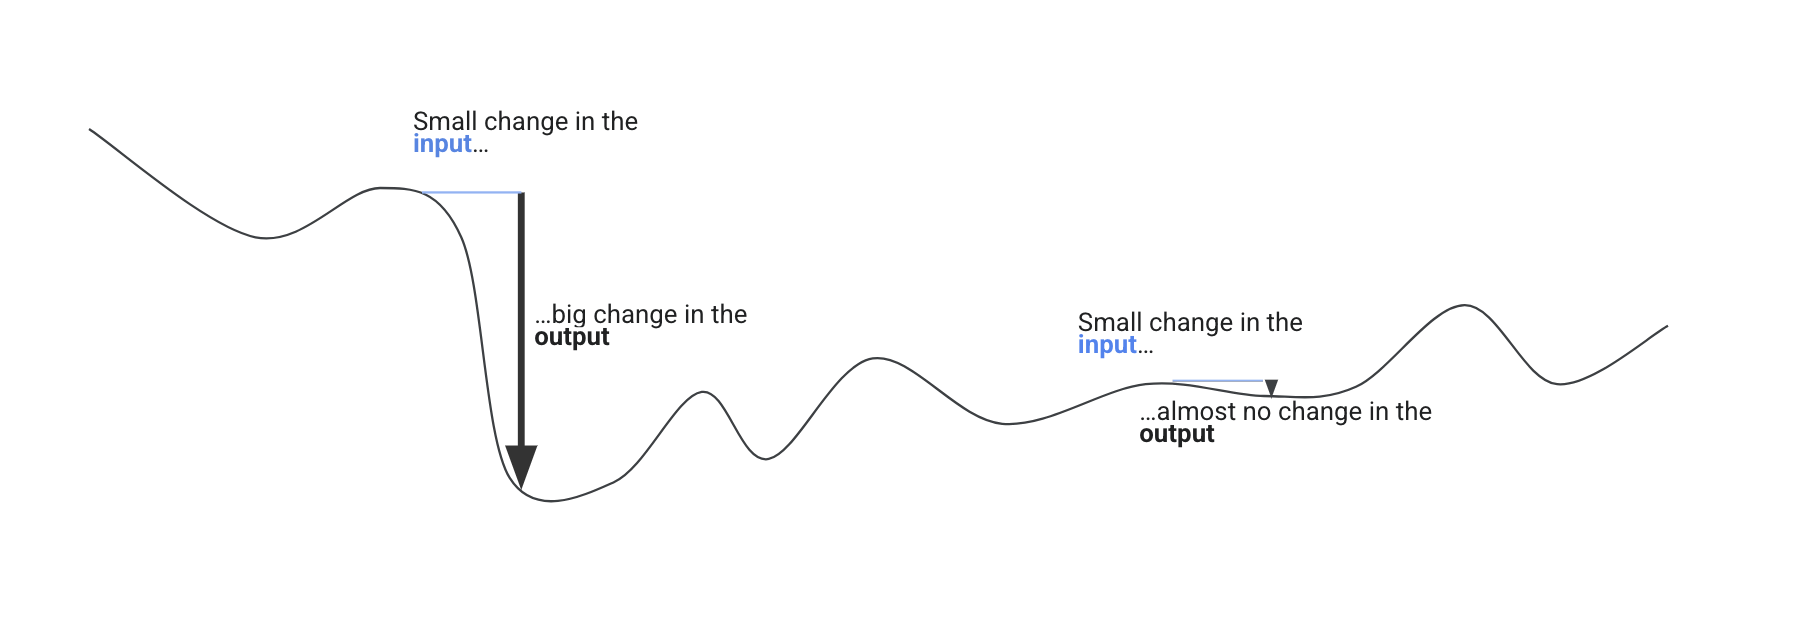 Small change in the
input...
...big change in the
output
Small change in the
input...
...almost no change in the
output